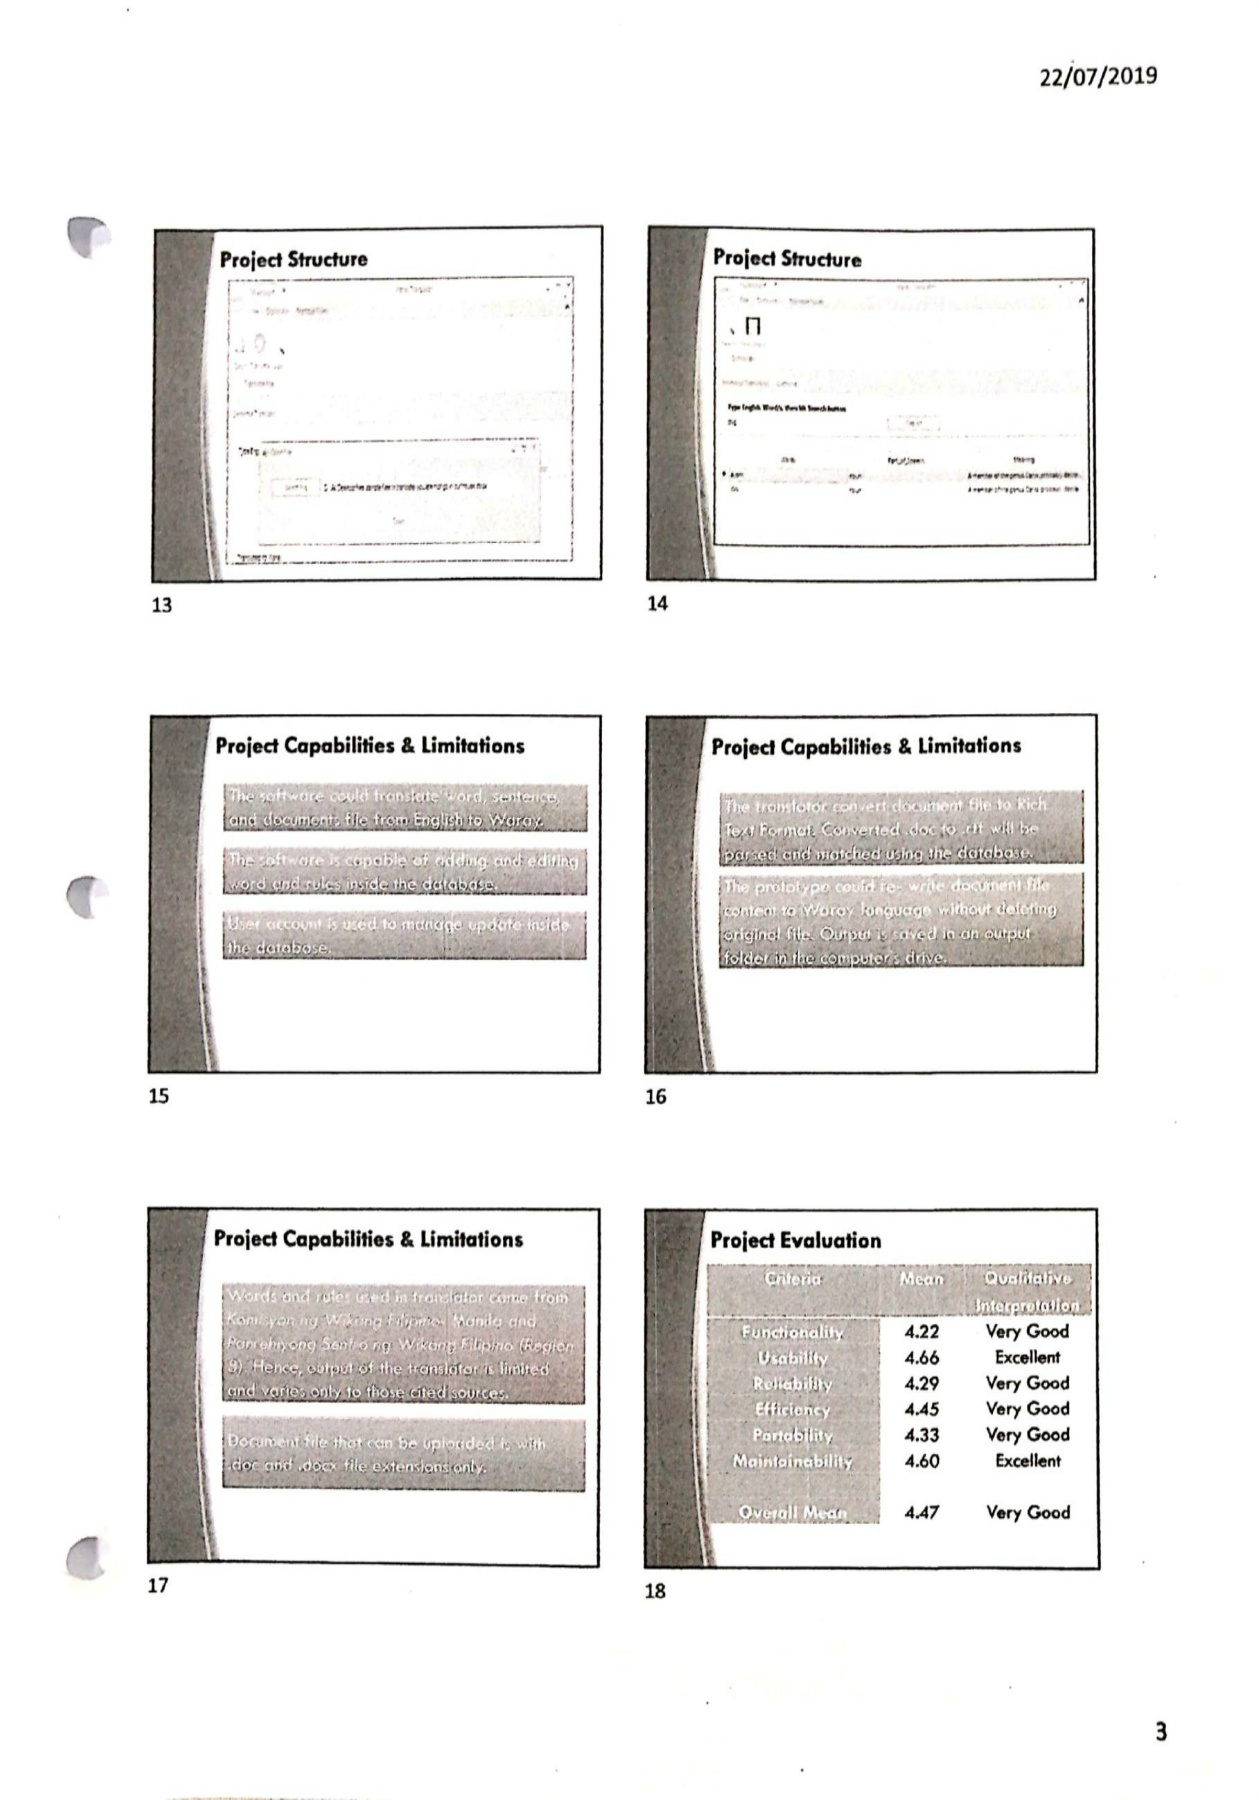 22/07/2019
Project Structure
13
Project Structure
Type English Word/s, then hit Search button
14
Project Capabilities & Limitations
The software could translate word, sentence,
and documents file from English to Waray.
The software is capable of adding and editing
word and rules inside the database.
User account is used to manage update inside
the database.
15
Project Capabilities & Limitations
The translator convert document file to Rich
Text Format. Converted .doc to .rtf will be
parsed and matched using the database.
The prototype could re- write document file
content to Waray language without deleting
original file. Output is saved in an output
folder in the computer's drive.
16
Project Capabilities & Limitations
Words and rules used in translator came from
Komisyon ng Wikang Filipino- Manila and
Panrehiyong Sentro ng Wikang Filipino (Region
8). Hence, output of the translator is limited
and varies only to those cited sources.
Document file that can be uploaded is with
.doc and .docx file extensions only.
17
Project Evaluation
Criteria Mean Qualitative
Interpretation
Functionality 4.22 Very Good
Usability 4.66 Excellent
Reliability 4.29 Very Good
Efficiency 4.45 Very Good
Portability 4.33 Very Good
Maintainability 4.60 Excellent
Overall Mean 4.47 Very Good
18
3